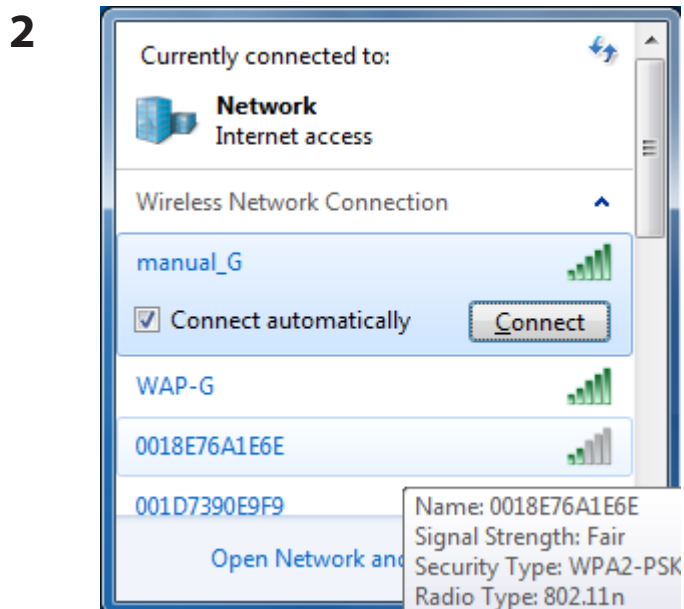 2
Currently connected to:
Network
Internet access
Wireless Network Connection
manual_G
Connect automatically
Connect
WAP-G
0018E76A1E6E
001D7390E9F9
Name: 0018E76A1E6E
Signal Strength: Fair
Open Network and
Security Type: WPA2-PSK
Radio Type: 802.11n